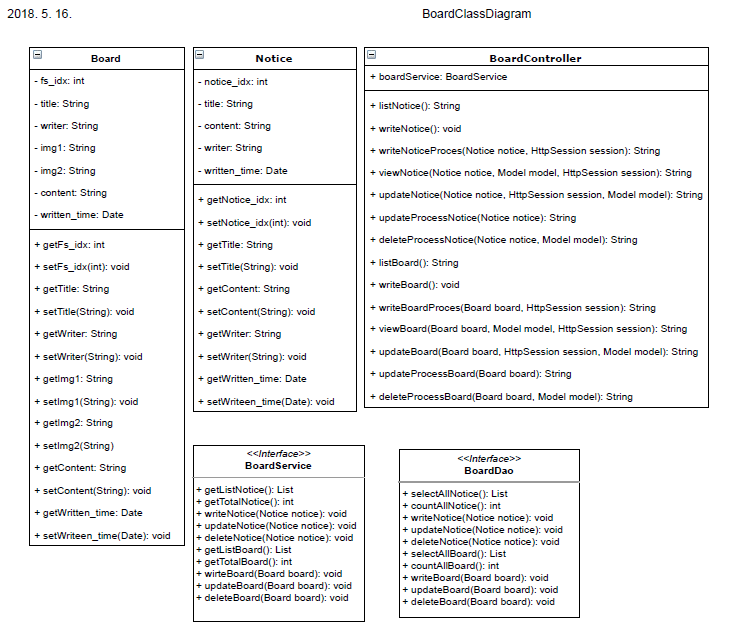 2018. 5. 16.
BoardClassDiagram
Board
- fs_idx: int
- title: String
- writer: String
- img1: String
- img2: String
- content: String
- written_time: Date
+ getFs_idx: int
+ setFs_idx(int): void
+ getTitle: String
+ setTitle(String): void
+ getWriter: String
+ setWriter(String): void
+ getImg1: String
+ setImg1(String): void
+ getImg2: String
+ setImg2(String)
+ getContent: String
+ setContent(String): void
+ getWritten_time: Date
+ setWriteen_time(Date): void
Notice
- notice_idx: int
- title: String
- content: String
- writer: String
- written_time: Date
+ getNotice_idx: int
+ setNotice_idx(int): void
+ getTitle: String
+ setTitle(String): void
+ getContent: String
+ setContent(String): void
+ getWriter: String
+ setWriter(String): void
+ getWritten_time: Date
+ setWriteen_time(Date): void
BoardController
+ boardService: BoardService
+ listNotice(): String
+ writeNotice(): void
+ writeNoticeProces(Notice notice, HttpSession session): String
+ viewNotice(Notice notice, Model model, HttpSession session): String
+ updateNotice(Notice notice, HttpSession session, Model model): String
+ updateProcessNotice(Notice notice): String
+ deleteProcessNotice(Notice notice, Model model): String
+ listBoard(): String
+ writeBoard(): void
+ writeBoardProces(Board board, HttpSession session): String
+ viewBoard(Board board, Model model, HttpSession session): String
+ updateBoard(Board board, HttpSession session, Model model): String
+ updateProcessBoard(Board board): String
+ deleteProcessBoard(Board board, Model model): String
<<Interface>>
BoardService
+ getListNotice(): List
+ getTotalNotice(): int
+ writeNotice(Notice notice): void
+ updateNotice(Notice notice): void
+ deleteNotice(Notice notice): void
+ getListBoard(): List
+ getTotalBoard(): int
+ wirteBoard(Board board): void
+ updateBoard(Board board): void
+ deleteBoard(Board board): void
<<Interface>>
BoardDao
+ selectAllNotice(): List
+ countAllNotice(): int
+ writeNotice(Notice notice): void
+ updateNotice(Notice notice): void
+ deleteNotice(Notice notice): void
+ selectAllBoard(): List
+ countAllBoard(): int
+ writeBoard(Board board): void
+ updateBoard(Board board): void
+ deleteBoard(Board board): void